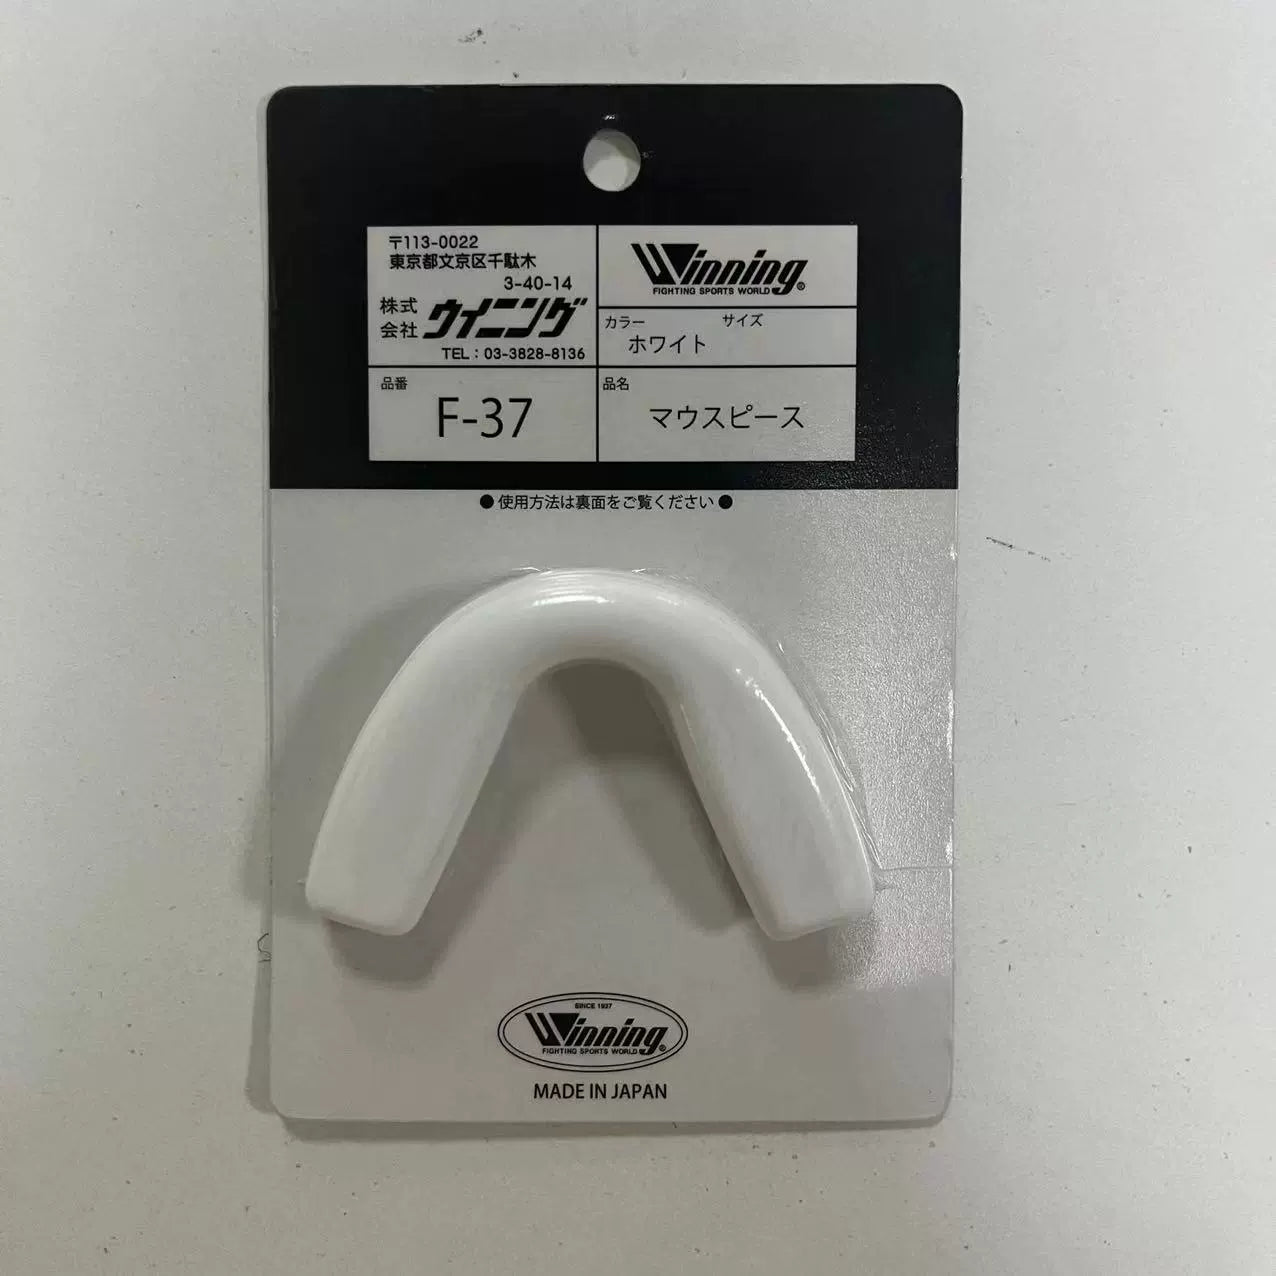 〒113-0022
東京都文京区千駄木
3-40-14
株式
会社 ウイニング
TEL：03-3828-8136
Winning®
FIGHTING SPORTS WORLD
カラー サイズ
ホワイト
品番
F-37
品名
マウスピース
●使用方法は裏面をご覧ください●
SINCE 1937
Winning®
FIGHTING SPORTS WORLD
MADE IN JAPAN